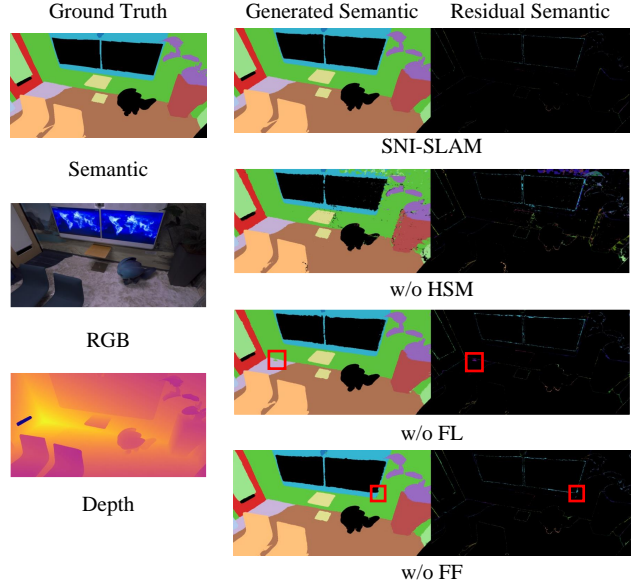 Ground Truth
Generated Semantic
Residual Semantic
Semantic
SNI-SLAM
RGB
w/o HSM
w/o FL
Depth
w/o FF